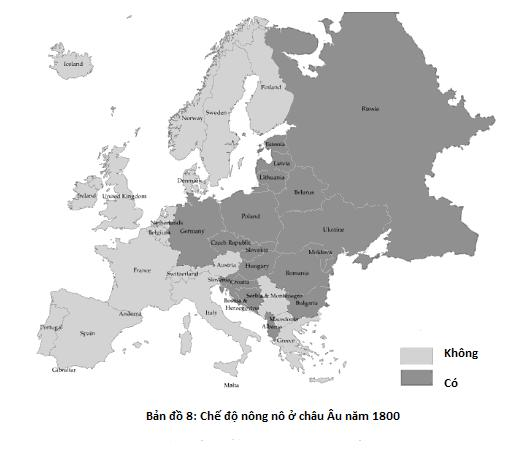 Iceland
Finland
Norway
Sweden
Russia
Estonia
Latvia
Lithuania
Denmark
Ireland
United Kingdom
Belarus
Netherlands
Belgium
Germany
Poland
Ukraine
Czech Republic
Slovakia
Moldova
France
Switzerland
Austria
Hungary
Romania
Slovenia
Croatia
Bosnia &
Herzegovina
Serbia & Montenegro
Bulgaria
Italy
Andorra
Macedonia
Albania
Greece
Portugal
Spain
Gibraltar
Malta
Không
Có
Bản đồ 8: Chế độ nông nô ở châu Âu năm 1800